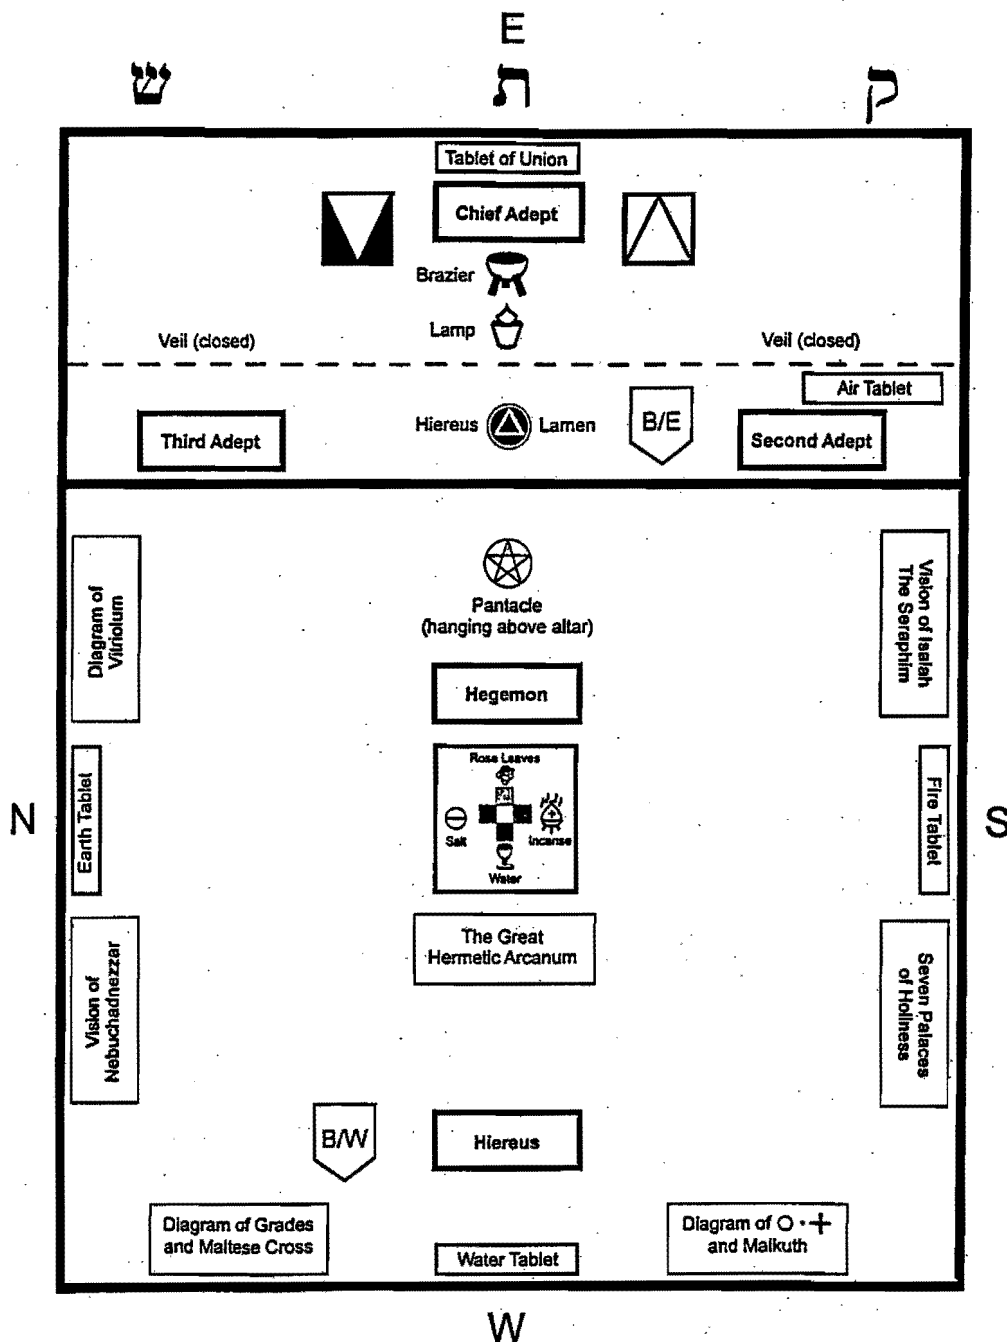 E
ש ת ק
Tablet of Union
Chief Adept
Brazier
Lamp
Veil (closed) Veil (closed)
Air Tablet
Third Adept
Hiereus Lamen
B/E
Second Adept
Diagram of
Vitriolum
Pantacle
(hanging above altar)
Vision of Isaiah
The Seraphim
Hegemon
N
Earth Tablet
Rose Leaves
Salt
Incense
Water
Fire Tablet
S
The Great
Hermetic Arcanum
Vision of
Nebuchadnezzar
Seven Palaces
of Holiness
B/W
Hiereus
Diagram of Grades
and Maltese Cross
Water Tablet
Diagram of O · +
and Malkuth
W